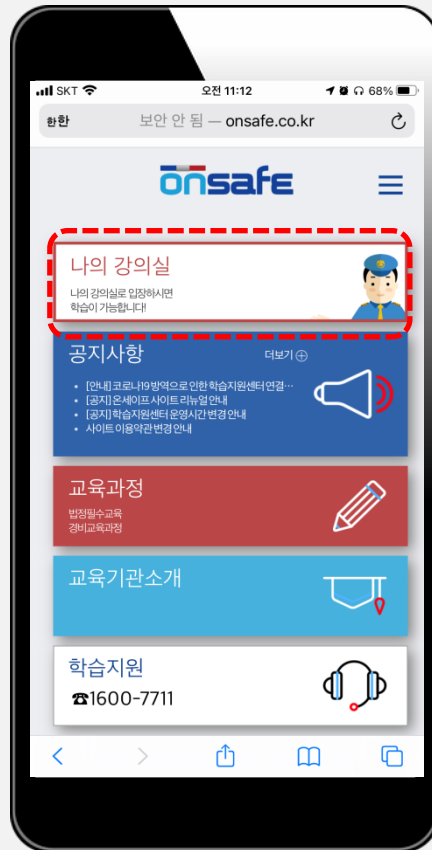 SKT 오전 11:12 68%
한한 보안 안 됨 — onsafe.co.kr
onsafe
나의 강의실
나의 강의실로 입장하시면
학습이 가능합니다!
공지사항 더보기
[안내] 코로나19 방역으로 인한 학습지원센터 연결…
[공지] 온세이프 사이트 리뉴얼 안내
[공지] 학습지원센터 운영시간 변경 안내
사이트 이용약관 변경 안내
교육과정
법정필수교육
경비교육과정
교육기관소개
학습지원
☎1600-7711